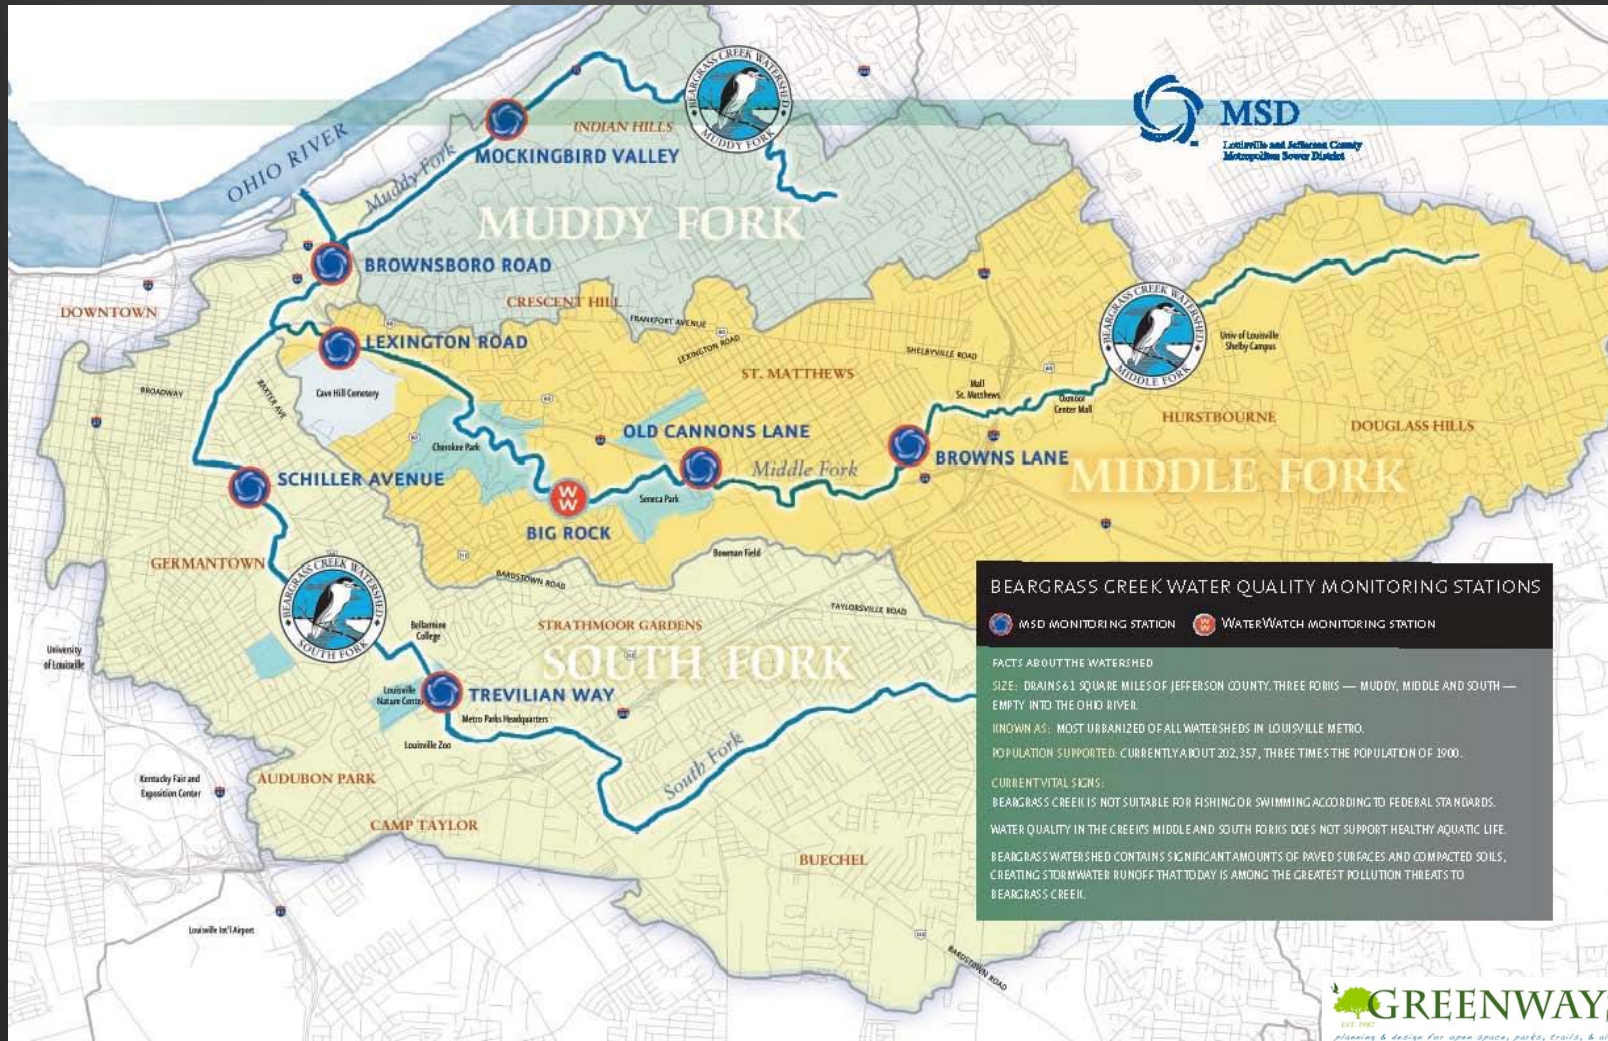 BEARGRASS CREEK WATERSHED
MUDDY FORK
MSD
Louisville and Jefferson County
Metropolitan Sewer District
OHIO RIVER
Muddy Fork
INDIAN HILLS
MOCKINGBIRD VALLEY
MUDDY FORK
BROWNSBORO ROAD
DOWNTOWN
CRESCENT HILL
FRANKFORT AVENUE
LEXINGTON ROAD
LEXINGTON ROAD
SHELBYVILLE ROAD
BEARGRASS CREEK WATERSHED
MIDDLE FORK
Univ of Louisville
Shelby Campus
ST. MATTHEWS
BROADWAY
BAXTER AVE
Cave Hill Cemetery
Mall
St. Matthews
Oxmoor
Center Mall
HURSTBOURNE
DOUGLASS HILLS
OLD CANNONS LANE
Cherokee Park
Middle Fork
BROWNS LANE
MIDDLE FORK
SCHILLER AVENUE
Seneca Park
W
W
BIG ROCK
Bowman Field
GERMANTOWN
BARDSTOWN ROAD
TAYLORSVILLE ROAD
BEARGRASS CREEK WATERSHED
SOUTH FORK
Bellarmine
College
STRATHMOOR GARDENS
University
of Louisville
SOUTH FORK
Louisville
Nature Center
TREVILIAN WAY
Metro Parks Headquarters
Louisville Zoo
South Fork
Kentucky Fair and
Exposition Center
AUDUBON PARK
CAMP TAYLOR
BUECHEL
Louisville Int'l Airport
BARDSTOWN ROAD
BEARGRASS CREEK WATER QUALITY MONITORING STATIONS
MSD MONITORING STATION W W WATERWATCH MONITORING STATION
FACTS ABOUT THE WATERSHED
SIZE: DRAINS 61 SQUARE MILES OF JEFFERSON COUNTY. THREE FORKS — MUDDY, MIDDLE AND SOUTH —
EMPTY INTO THE OHIO RIVER.
KNOWN AS: MOST URBANIZED OF ALL WATERSHEDS IN LOUISVILLE METRO.
POPULATION SUPPORTED: CURRENTLY ABOUT 202,357, THREE TIMES THE POPULATION OF 1900.
CURRENT VITAL SIGNS:
BEARGRASS CREEK IS NOT SUITABLE FOR FISHING OR SWIMMING ACCORDING TO FEDERAL STANDARDS.
WATER QUALITY IN THE CREEK'S MIDDLE AND SOUTH FORKS DOES NOT SUPPORT HEALTHY AQUATIC LIFE.
BEARGRASS WATERSHED CONTAINS SIGNIFICANT AMOUNTS OF PAVED SURFACES AND COMPACTED SOILS,
CREATING STORMWATER RUNOFF THAT TODAY IS AMONG THE GREATEST POLLUTION THREATS TO
BEARGRASS CREEK.
GREENWAYS
EST. 1987
planning & design for open space, parks, trails, &